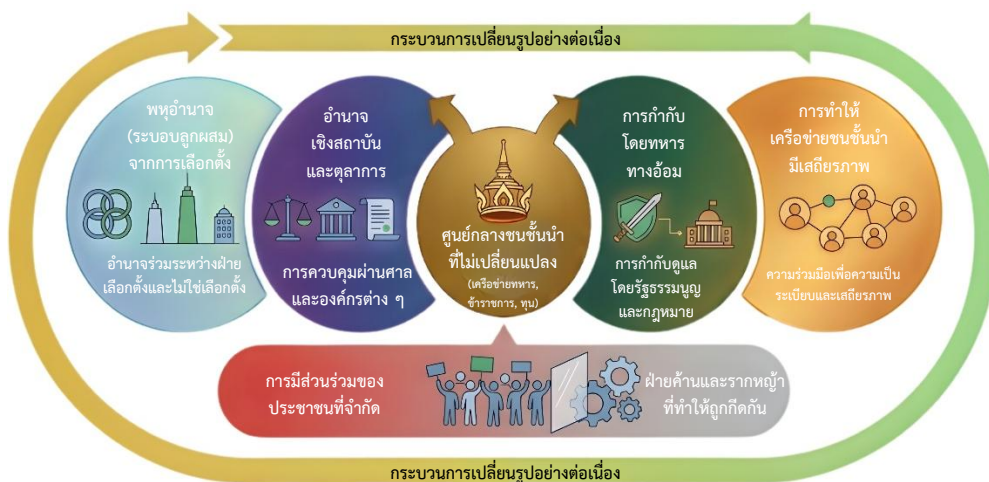 กระบวนการเปลี่ยนรูปอย่างต่อเนื่อง
พหุอำนาจ
(ระบอบลูกผสม)
จากการเลือกตั้ง
อำนาจร่วมระหว่างฝ่าย
เลือกตั้งและไม่ใช่เลือกตั้ง
อำนาจ
เชิงสถาบัน
และตุลาการ
การควบคุมผ่านศาล
และองค์กรต่าง ๆ
ศูนย์กลางชนชั้นนำ
ที่ไม่เปลี่ยนแปลง
(เครือข่ายทหาร,
ข้าราชการ, ทุน)
การกำกับ
โดยทหาร
ทางอ้อม
การกำกับดูแล
โดยรัฐธรรมนูญ
และกฎหมาย
การทำให้
เครือข่ายชนชั้นนำ
มีเสถียรภาพ
ความร่วมมือเพื่อความเป็น
ระเบียบและเสถียรภาพ
การมีส่วนร่วมของ
ประชาชนที่จำกัด
ฝ่ายค้านและรากหญ้า
ที่ทำให้ถูกกีดกัน
กระบวนการเปลี่ยนรูปอย่างต่อเนื่อง